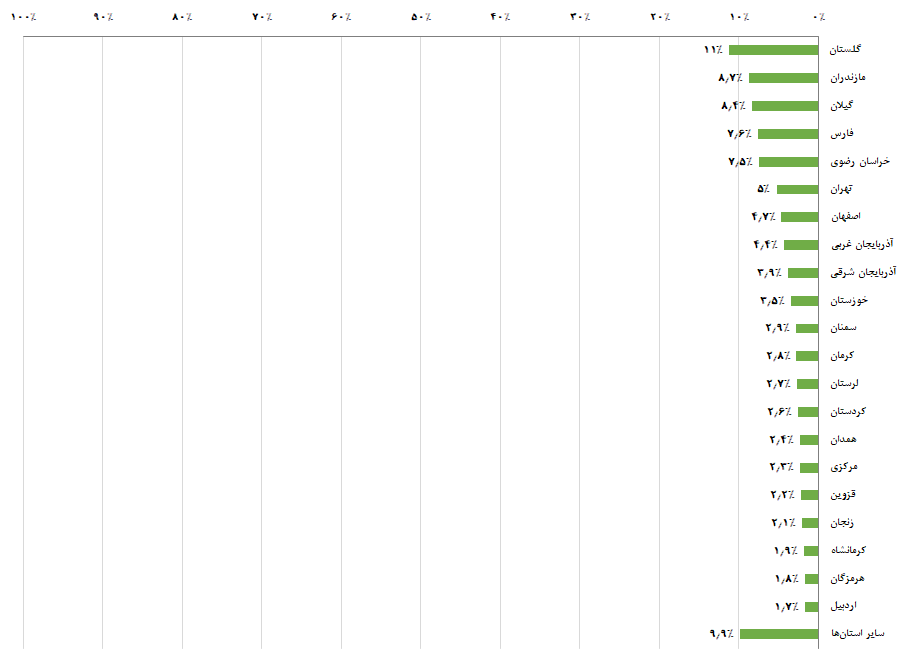 ۰٪ ۱۰٪ ۲۰٪ ۳۰٪ ۴۰٪ ۵۰٪ ۶۰٪ ۷۰٪ ۸۰٪ ۹۰٪ ۱۰۰٪
گلستان ۱۱٪
مازندران ۸٫۷٪
گیلان ۸٫۴٪
فارس ۷٫۶٪
خراسان رضوی ۷٫۵٪
تهران ۵٪
اصفهان ۴٫۷٪
آذربایجان غربی ۴٫۴٪
آذربایجان شرقی ۳٫۹٪
خوزستان ۳٫۵٪
سمنان ۲٫۹٪
کرمان ۲٫۸٪
لرستان ۲٫۷٪
کردستان ۲٫۶٪
همدان ۲٫۴٪
مرکزی ۲٫۳٪
قزوین ۲٫۲٪
زنجان ۲٫۱٪
کرمانشاه ۱٫۹٪
هرمزگان ۱٫۸٪
اردبیل ۱٫۷٪
سایر استان‌ها ۹٫۹٪